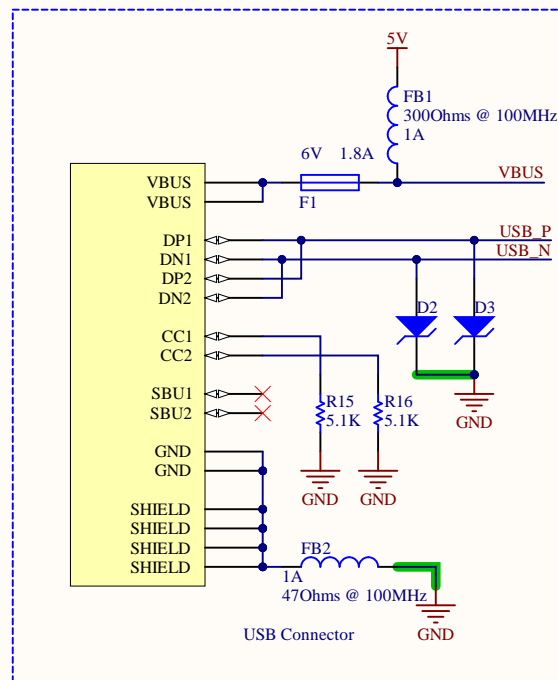 5V
FB1
300Ohms @ 100MHz
1A
6V 1.8A
VBUS
F1
VBUS
VBUS
USB_P
DP1
USB_N
DN1
DP2
DN2
D2 D3
CC1
CC2
SBU1
R15 R16
SBU2
5.1K 5.1K
GND
GND
GND
GND GND
SHIELD
SHIELD
SHIELD
FB2
SHIELD
1A
47Ohms @ 100MHz
USB Connector
GND